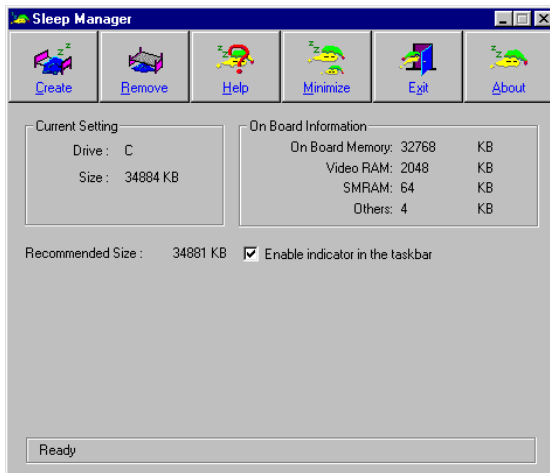 Sleep Manager
Create Remove Help Minimize Exit About
Current Setting
Drive : C
Size : 34884 KB
On Board Information
On Board Memory: 32768 KB
Video RAM: 2048 KB
SMRAM: 64 KB
Others: 4 KB
Recommended Size : 34881 KB Enable indicator in the taskbar
Ready